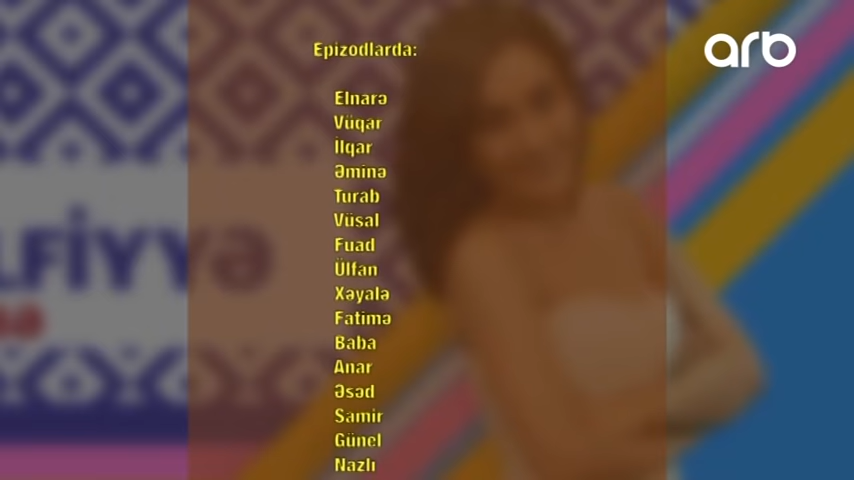 arb
Epizodlarda:
Elnarə
Vüqar
İlqar
Əminə
Turab
Vüsal
Fuad
Ülfan
Xəyalə
Fatimə
Baba
Anar
Əsəd
Samir
Günel
Nazlı